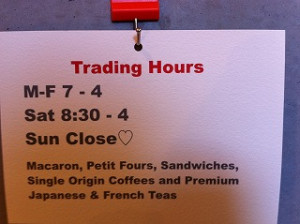 Trading Hours
M-F 7 - 4
Sat 8:30 - 4
Sun Close♡
Macaron, Petit Fours, Sandwiches,
Single Origin Coffees and Premium
Japanese & French Teas